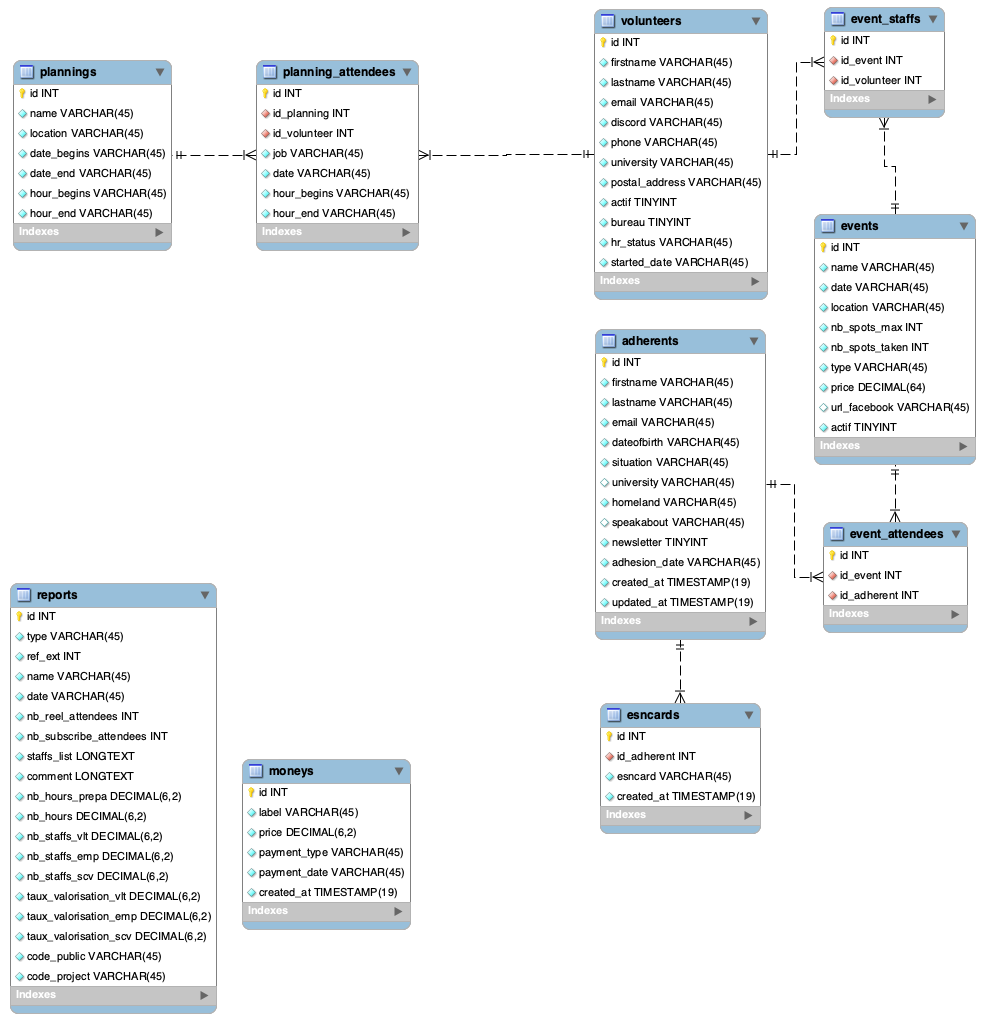 plannings
id INT
name VARCHAR(45)
location VARCHAR(45)
date_begins VARCHAR(45)
date_end VARCHAR(45)
hour_begins VARCHAR(45)
hour_end VARCHAR(45)
Indexes
planning_attendees
id INT
id_planning INT
id_volunteer INT
job VARCHAR(45)
date VARCHAR(45)
hour_begins VARCHAR(45)
hour_end VARCHAR(45)
Indexes
volunteers
id INT
firstname VARCHAR(45)
lastname VARCHAR(45)
email VARCHAR(45)
discord VARCHAR(45)
phone VARCHAR(45)
university VARCHAR(45)
postal_address VARCHAR(45)
actif TINYINT
bureau TINYINT
hr_status VARCHAR(45)
started_date VARCHAR(45)
Indexes
event_staffs
id INT
id_event INT
id_volunteer INT
Indexes
events
id INT
name VARCHAR(45)
date VARCHAR(45)
location VARCHAR(45)
nb_spots_max INT
nb_spots_taken INT
type VARCHAR(45)
price DECIMAL(64)
url_facebook VARCHAR(45)
actif TINYINT
Indexes
adherents
id INT
firstname VARCHAR(45)
lastname VARCHAR(45)
email VARCHAR(45)
dateofbirth VARCHAR(45)
situation VARCHAR(45)
university VARCHAR(45)
homeland VARCHAR(45)
speakabout VARCHAR(45)
newsletter TINYINT
adhesion_date VARCHAR(45)
created_at TIMESTAMP(19)
updated_at TIMESTAMP(19)
Indexes
event_attendees
id INT
id_event INT
id_adherent INT
Indexes
reports
id INT
type VARCHAR(45)
ref_ext INT
name VARCHAR(45)
date VARCHAR(45)
nb_reel_attendees INT
nb_subscribe_attendees INT
staffs_list LONGTEXT
comment LONGTEXT
nb_hours_prepa DECIMAL(6,2)
nb_hours DECIMAL(6,2)
nb_staffs_vlt DECIMAL(6,2)
nb_staffs_emp DECIMAL(6,2)
nb_staffs_scv DECIMAL(6,2)
taux_valorisation_vlt DECIMAL(6,2)
taux_valorisation_emp DECIMAL(6,2)
taux_valorisation_scv DECIMAL(6,2)
code_public VARCHAR(45)
code_project VARCHAR(45)
Indexes
moneys
id INT
label VARCHAR(45)
price DECIMAL(6,2)
payment_type VARCHAR(45)
payment_date VARCHAR(45)
created_at TIMESTAMP(19)
Indexes
esncards
id INT
id_adherent INT
esncard VARCHAR(45)
created_at TIMESTAMP(19)
Indexes